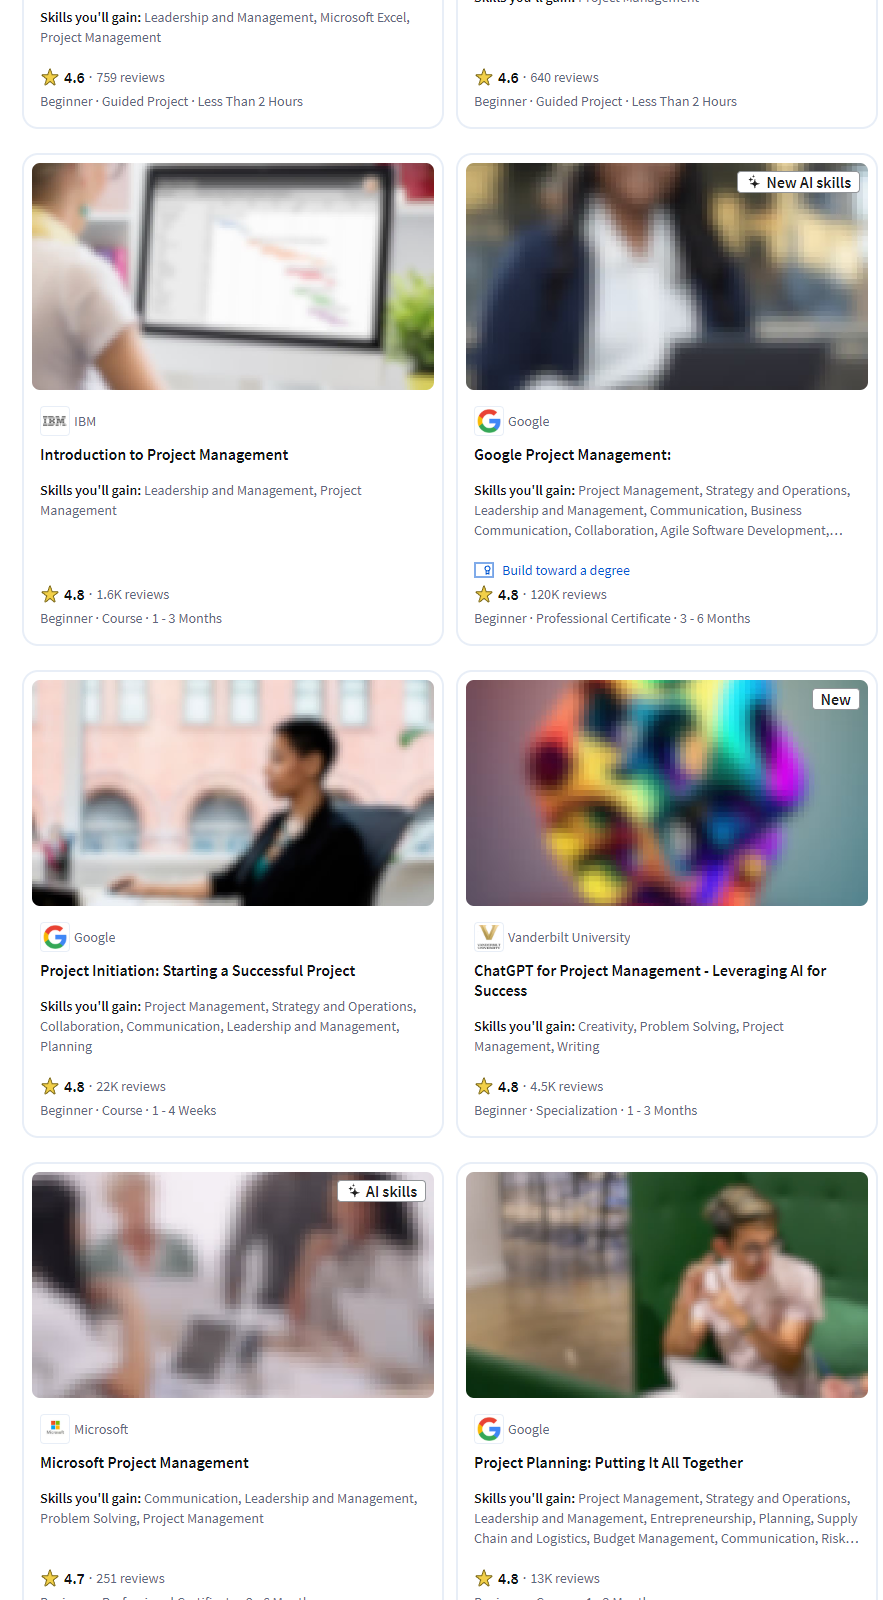 Skills you'll gain: Leadership and Management, Microsoft Excel,
Project Management
4.6 · 759 reviews
Beginner · Guided Project · Less Than 2 Hours
Skills you'll gain: Project Management
4.6 · 640 reviews
Beginner · Guided Project · Less Than 2 Hours
IBM IBM
Introduction to Project Management
Skills you'll gain: Leadership and Management, Project
Management
4.8 · 1.6K reviews
Beginner · Course · 1 - 3 Months
New AI skills
G Google
Google Project Management:
Skills you'll gain: Project Management, Strategy and Operations,
Leadership and Management, Communication, Business
Communication, Collaboration, Agile Software Development,…
Build toward a degree
4.8 · 120K reviews
Beginner · Professional Certificate · 3 - 6 Months
G Google
Project Initiation: Starting a Successful Project
Skills you'll gain: Project Management, Strategy and Operations,
Collaboration, Communication, Leadership and Management,
Planning
4.8 · 22K reviews
Beginner · Course · 1 - 4 Weeks
New
V VANDERBILT UNIVERSITY Vanderbilt University
ChatGPT for Project Management - Leveraging AI for
Success
Skills you'll gain: Creativity, Problem Solving, Project
Management, Writing
4.8 · 4.5K reviews
Beginner · Specialization · 1 - 3 Months
AI skills
Microsoft Microsoft
Microsoft Project Management
Skills you'll gain: Communication, Leadership and Management,
Problem Solving, Project Management
4.7 · 251 reviews
G Google
Project Planning: Putting It All Together
Skills you'll gain: Project Management, Strategy and Operations,
Leadership and Management, Entrepreneurship, Planning, Supply
Chain and Logistics, Budget Management, Communication, Risk…
4.8 · 13K reviews